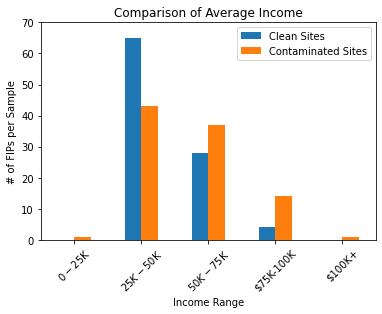 Comparison of Average Income
Clean Sites
Contaminated Sites
# of FIPs per Sample
70
60
50
40
30
20
10
0
0 − 25K
25K − 50K
50K − 75K
$75K-100K
$100K+
Income Range